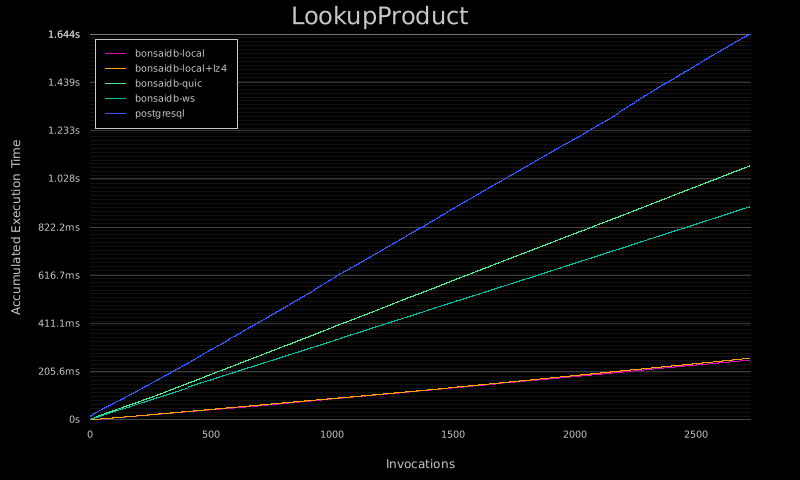 LookupProduct
1.644s
bonsaidb-local
bonsaidb-local+lz4
bonsaidb-quic
bonsaidb-ws
postgresql
1.439s
1.233s
1.028s
822.2ms
616.7ms
411.1ms
205.6ms
0s
Accumulated Execution Time
0 500 1000 1500 2000 2500
Invocations